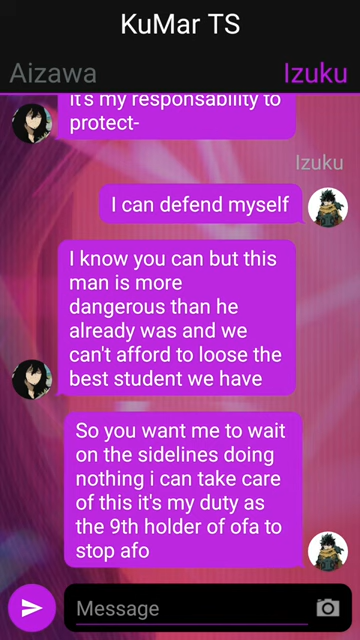 KuMar TS
Aizawa Izuku
it's my responsability to
protect-
Izuku
I can defend myself
I know you can but this
man is more
dangerous than he
already was and we
can't afford to loose the
best student we have
So you want me to wait
on the sidelines doing
nothing i can take care
of this it's my duty as
the 9th holder of ofa to
stop afo
Message